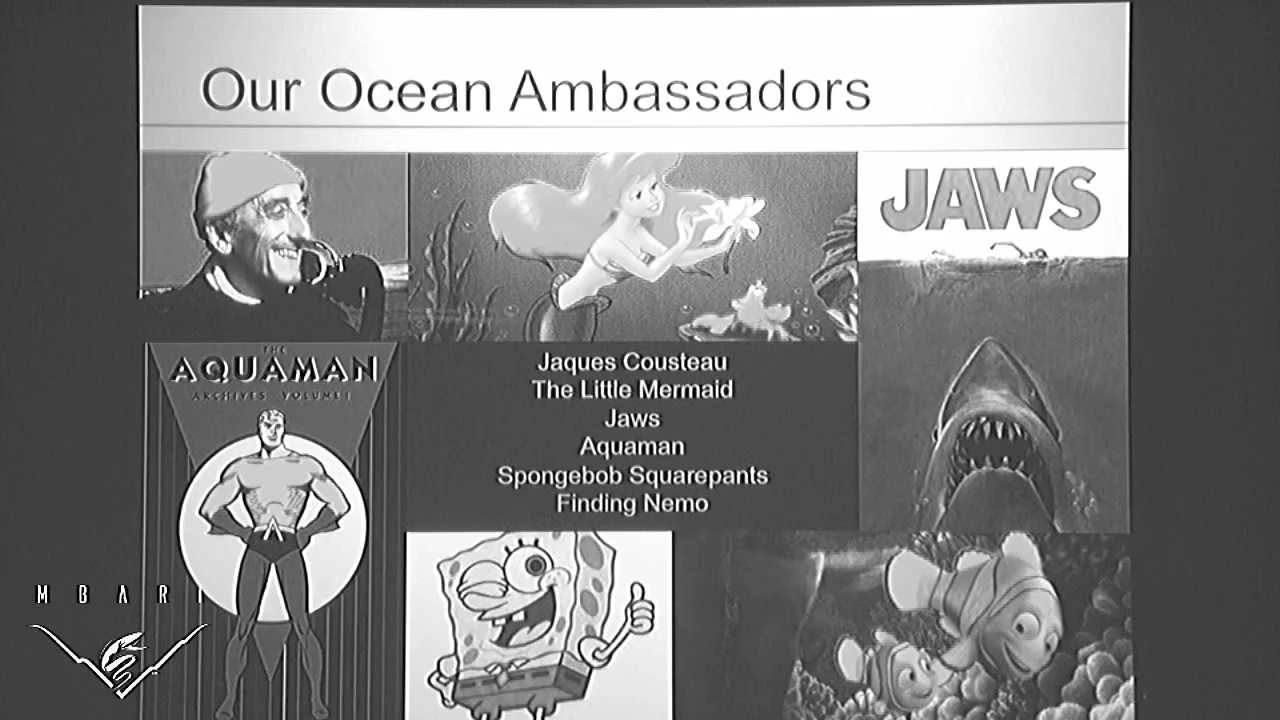 Our Ocean Ambassadors
JAWS
THE
AQUAMAN
ARCHIVES VOLUME 1
Jaques Cousteau
The Little Mermaid
Jaws
Aquaman
Spongebob Squarepants
Finding Nemo
MBARI